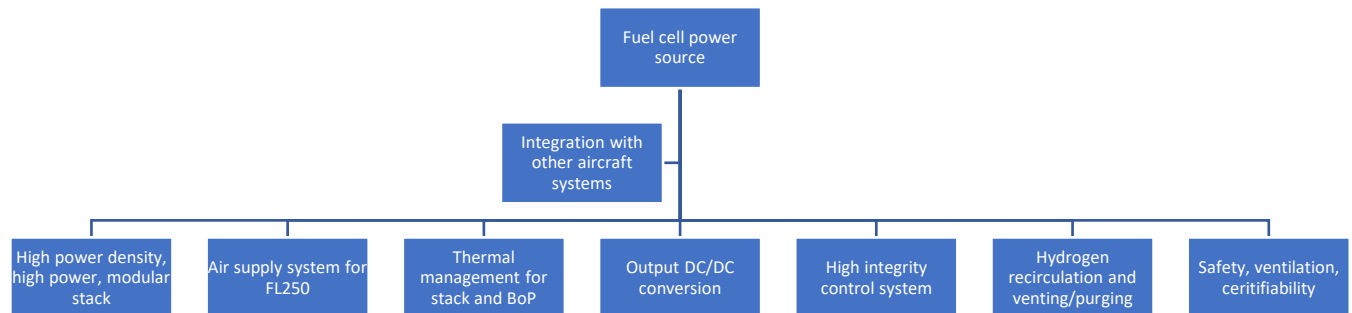 Fuel cell power
source
Integration with
other aircraft
systems
High power density,
high power, modular
stack
Air supply system for
FL250
Thermal
management for
stack and BoP
Output DC/DC
conversion
High integrity
control system
Hydrogen
recirculation and
venting/purging
Safety, ventilation,
ceritifiability